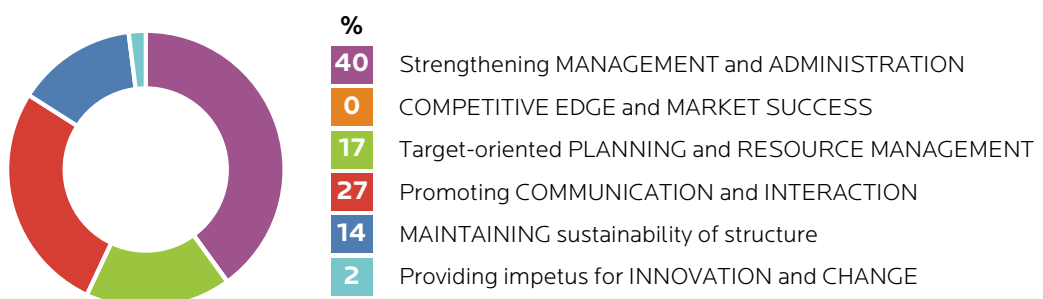 %
40 Strengthening MANAGEMENT and ADMINISTRATION
0 COMPETITIVE EDGE and MARKET SUCCESS
17 Target-oriented PLANNING and RESOURCE MANAGEMENT
27 Promoting COMMUNICATION and INTERACTION
14 MAINTAINING sustainability of structure
2 Providing impetus for INNOVATION and CHANGE